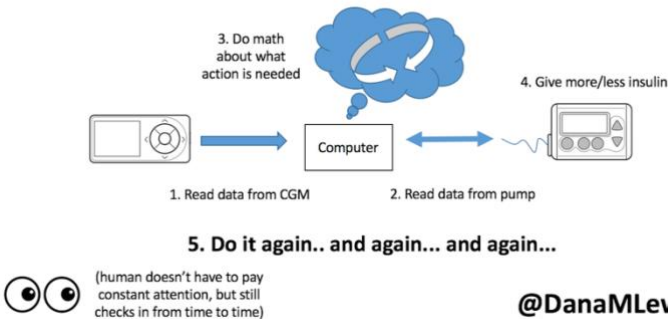 3. Do math
about what
action is needed
4. Give more/less insulin
Computer
1. Read data from CGM
2. Read data from pump
5. Do it again.. and again... and again...
(human doesn't have to pay
constant attention, but still
checks in from time to time)
@DanaMLew